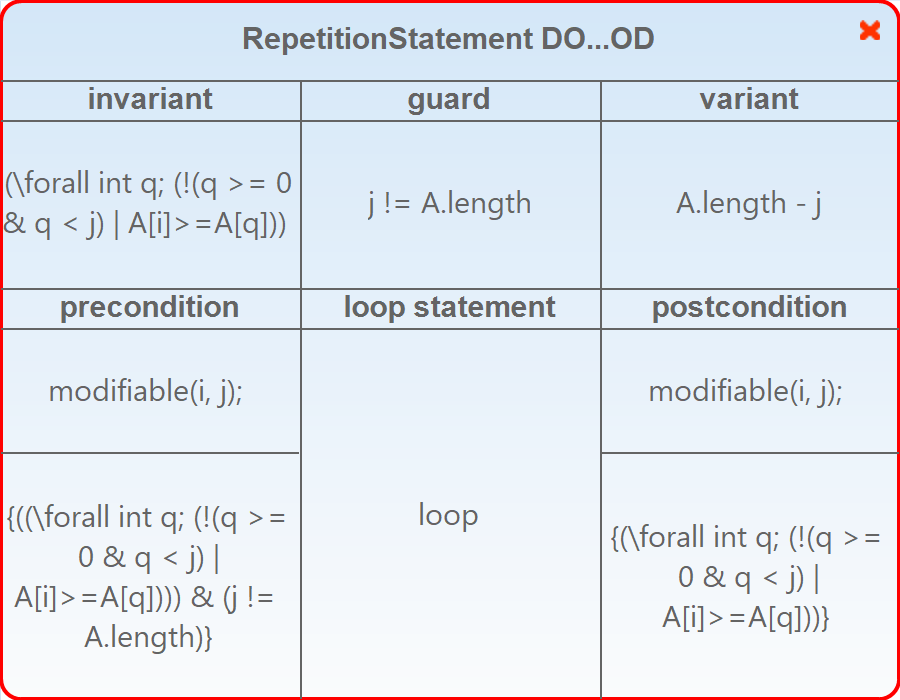 RepetitionStatement DO...OD
invariant
guard
variant
(\forall int q; (!(q >= 0
& q < j) | A[i]>=A[q]))
j != A.length
A.length - j
precondition
loop statement
postcondition
modifiable(i, j);
modifiable(i, j);
{((\forall int q; (!(q >=
0 & q < j) |
A[i]>=A[q]))) & (j !=
A.length)}
loop
{(\forall int q; (!(q >=
0 & q < j) |
A[i]>=A[q]))}